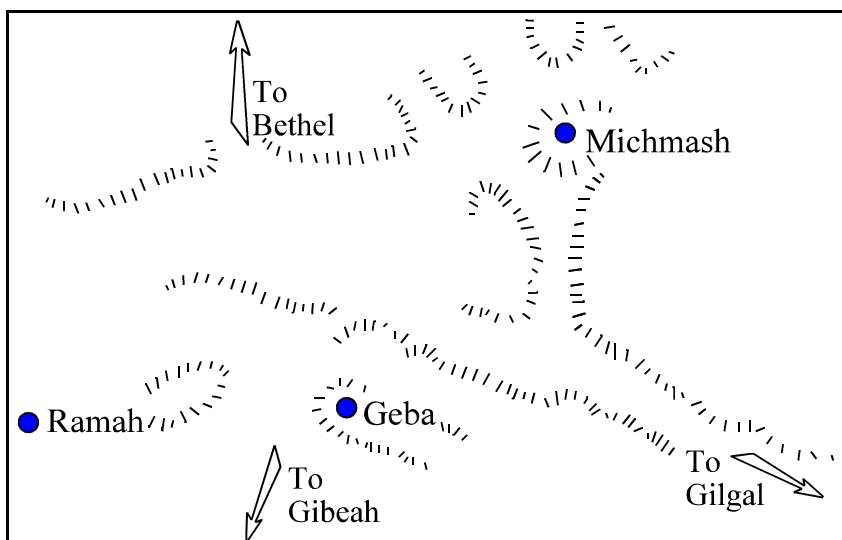 To
Bethel
Michmash
Ramah
Geba
To
Gibeah
To
Gilgal